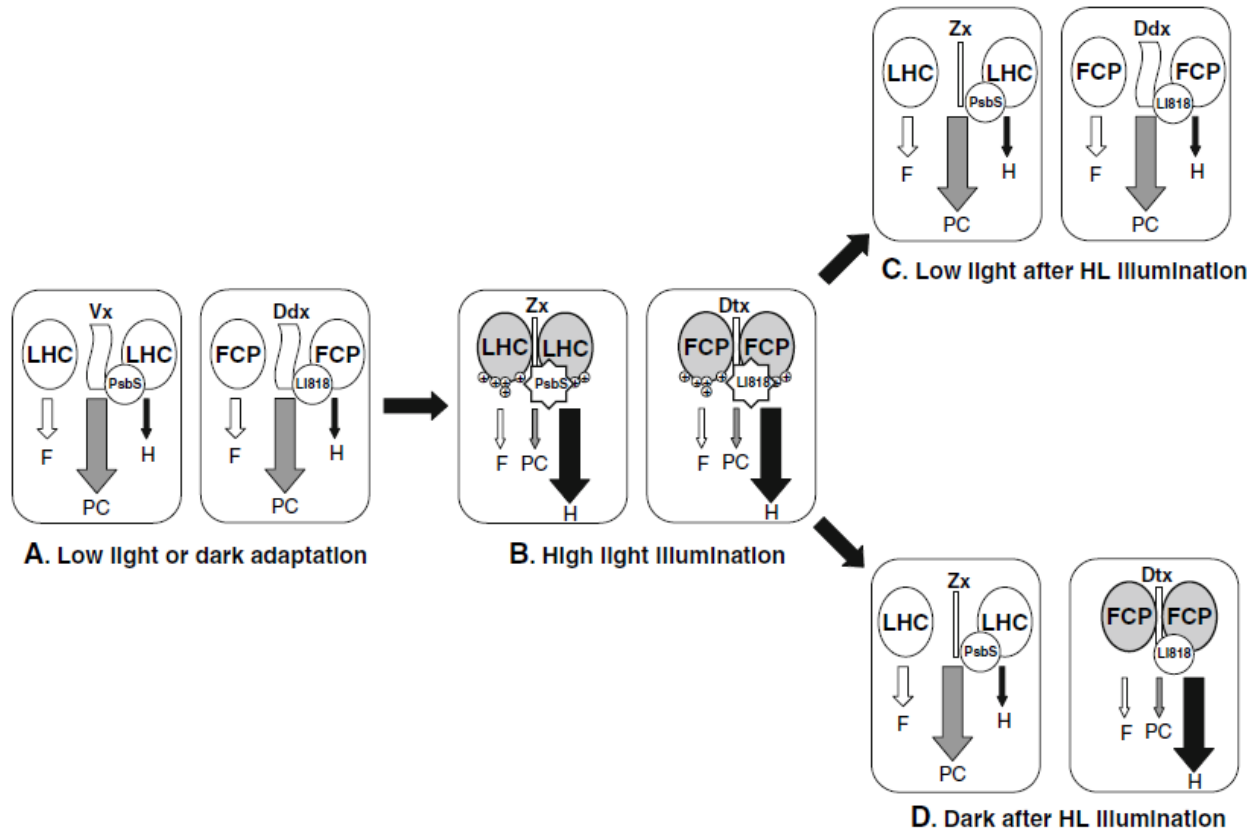 Vx
LHC
LHC
PsbS
F
H
PC
Ddx
FCP
FCP
LI818
F
H
PC
A. Low light or dark adaptation
Zx
LHC
LHC
PsbS
F
PC
H
Dtx
FCP
FCP
LI818
F
PC
H
B. High light illumination
Zx
LHC
LHC
PsbS
F
H
PC
Ddx
FCP
FCP
LI818
F
H
PC
C. Low light after HL illumination
Zx
LHC
LHC
PsbS
F
H
PC
Dtx
FCP
FCP
LI818
F
PC
H
D. Dark after HL illumination